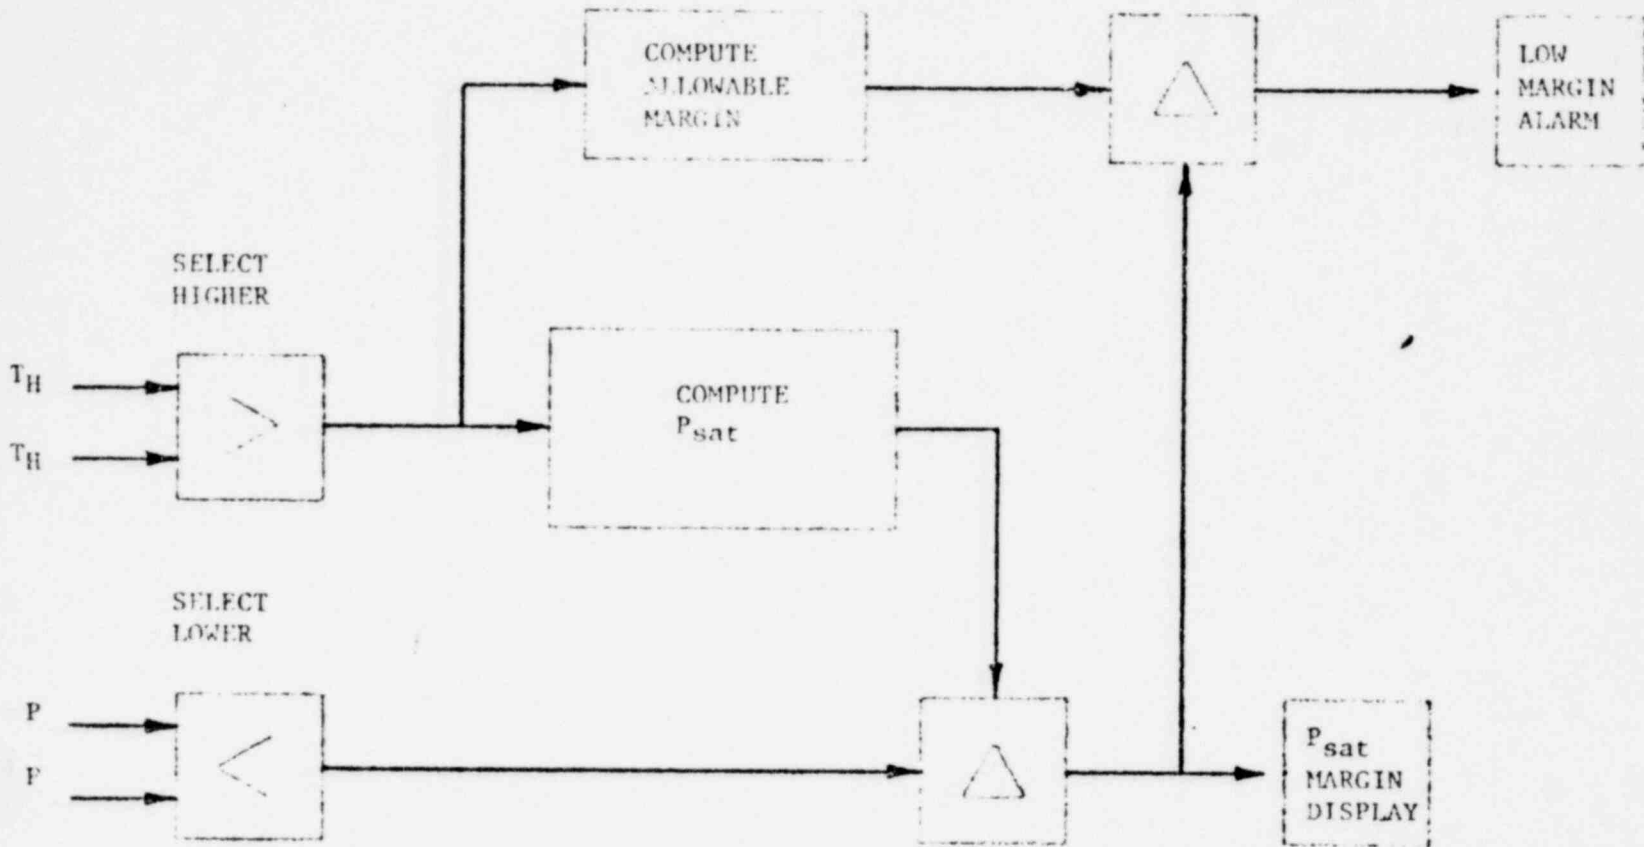 COMPUTE
ALLOWABLE
MARGIN
LOW
MARGIN
ALARM
SELECT
HIGHER
TH
TH
>
COMPUTE
Psat
SELECT
LOWER
P
P
<
Psat
MARGIN
DISPLAY